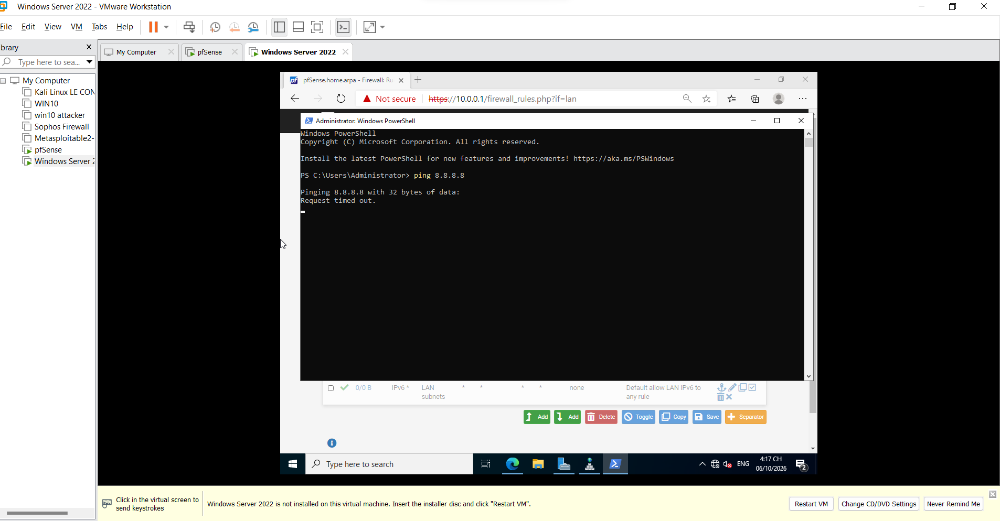 Windows Server 2022 - VMware Workstation
File Edit View VM Tabs Help
brary
Type here to sea...
My Computer
Kali Linux LE CON
WIN10
win10 attacker
Sophos Firewall
Metasploitable2-
pfSense
Windows Server 2
My Computer
pfSense
Windows Server 2022
pfSense.home.arpa - Firewall: Ru
Not secure
https://10.0.0.1/firewall_rules.php?if=lan
Administrator: Windows PowerShell
Windows PowerShell
Copyright (C) Microsoft Corporation. All rights reserved.
Install the latest PowerShell for new features and improvements! https://aka.ms/PSWindows
PS C:\Users\Administrator> ping 8.8.8.8
Pinging 8.8.8.8 with 32 bytes of data:
Request timed out.
0/0 B IPv6 * LAN * * * * none Default allow LAN IPv6 to
subnets any rule
Add Add Delete Toggle Copy Save Separator
Type here to search
ENG
4:17 CH
06/10/2026
2
Click in the virtual screen to
send keystrokes
Windows Server 2022 is not installed on this virtual machine. Insert the installer disc and click "Restart VM".
Restart VM Change CD/DVD Settings Never Remind Me